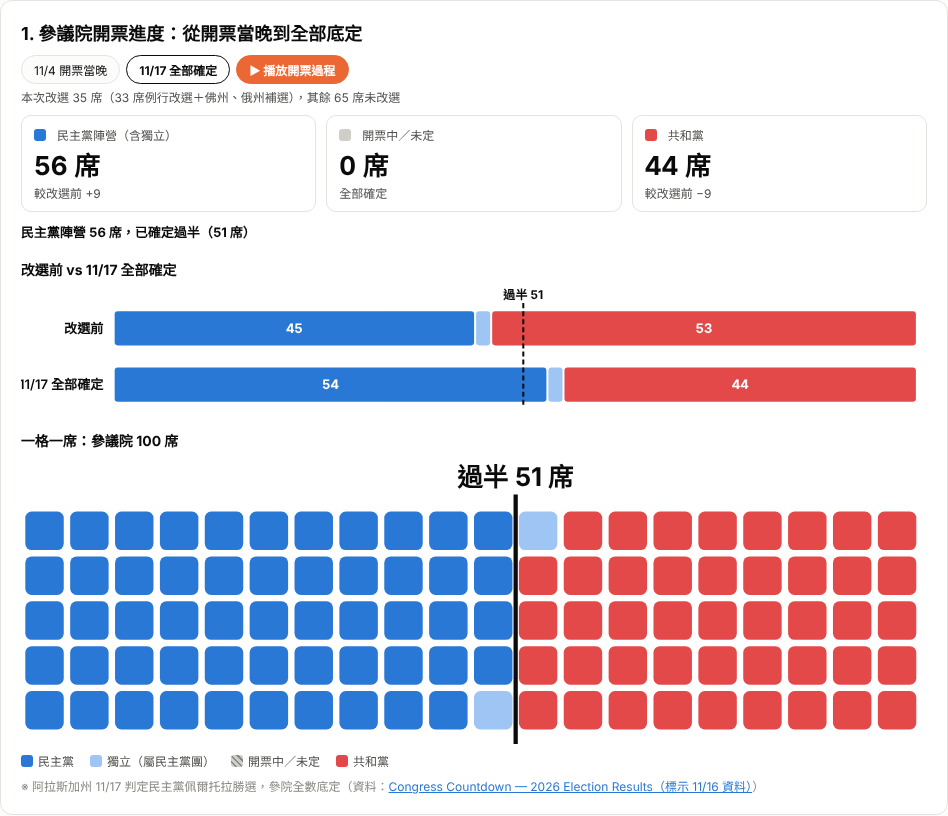 1. 參議院開票進度：從開票當晚到全部底定
11/4 開票當晚
11/17 全部確定
▶ 播放開票過程
本次改選 35 席（33 席例行改選＋佛州、俄州補選），其餘 65 席未改選
民主黨陣營（含獨立）
56 席
較改選前 +9
開票中／未定
0 席
全部確定
共和黨
44 席
較改選前 −9
民主黨陣營 56 席，已確定過半（51 席）
改選前 vs 11/17 全部確定
過半 51
改選前 45 53
11/17 全部確定 54 44
一格一席：參議院 100 席
過半 51 席
民主黨 獨立（屬民主黨團） 開票中／未定 共和黨
※ 阿拉斯加州 11/17 判定民主黨佩爾托拉勝選，參院全數底定（資料：Congress Countdown — 2026 Election Results（標示 11/16 資料））